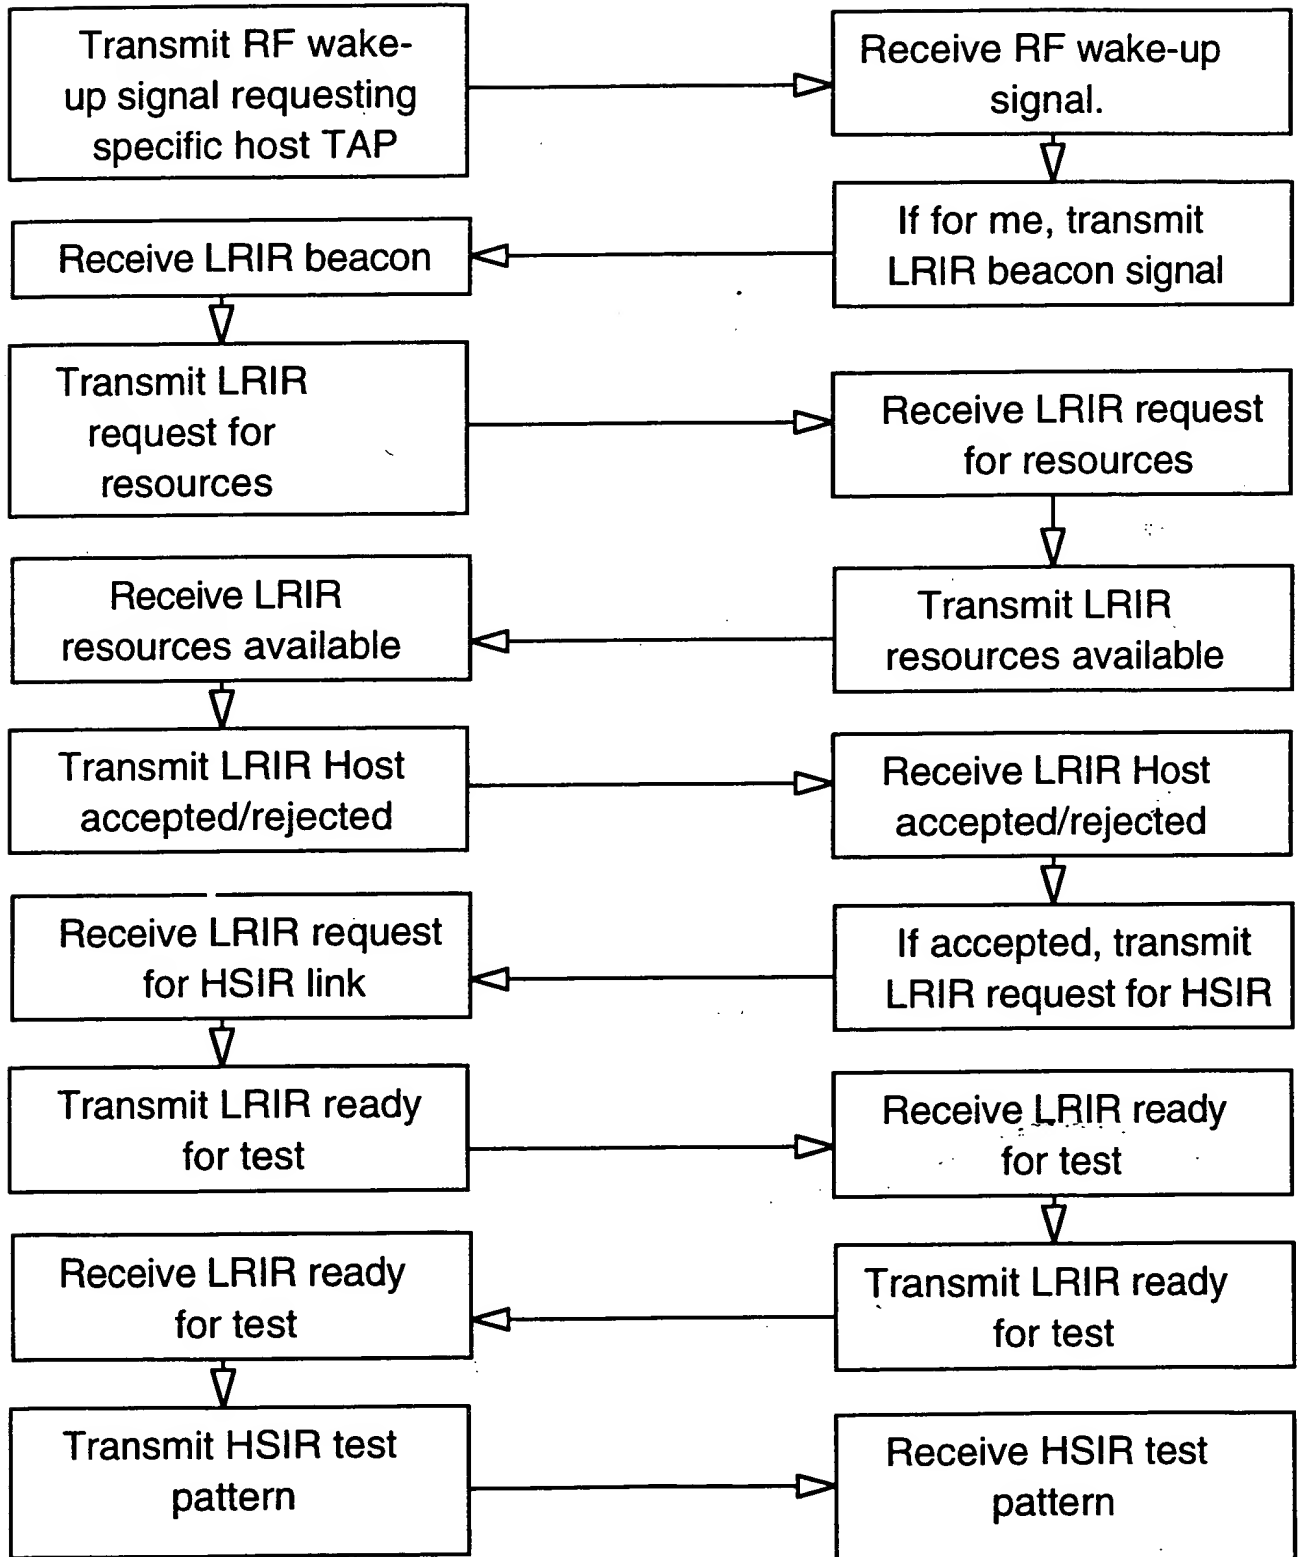 Transmit RF wake-
up signal requesting
specific host TAP
Receive RF wake-up
signal.
If for me, transmit
LRIR beacon signal
Receive LRIR beacon
Transmit LRIR
request for
resources
Receive LRIR request
for resources
Transmit LRIR
resources available
Receive LRIR
resources available
Transmit LRIR Host
accepted/rejected
Receive LRIR Host
accepted/rejected
If accepted, transmit
LRIR request for HSIR
Receive LRIR request
for HSIR link
Transmit LRIR ready
for test
Receive LRIR ready
for test
Transmit LRIR ready
for test
Receive LRIR ready
for test
Transmit HSIR test
pattern
Receive HSIR test
pattern